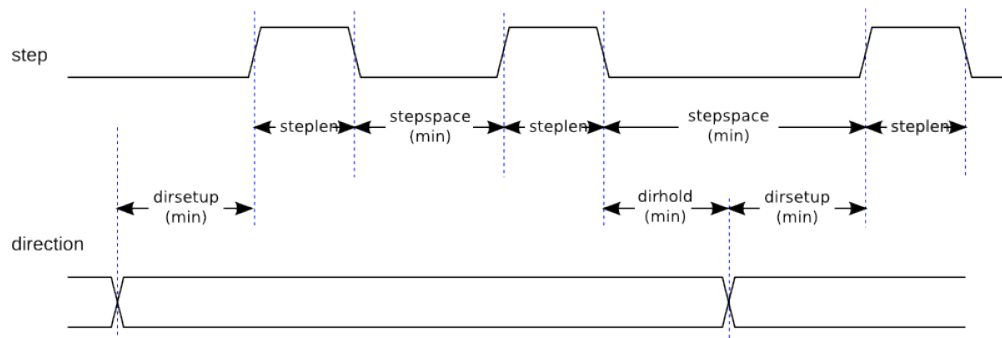 step
steplen
stepspace
(min)
steplen
stepspace
(min)
steplen
dirsetup
(min)
dirhold
(min)
dirsetup
(min)
direction